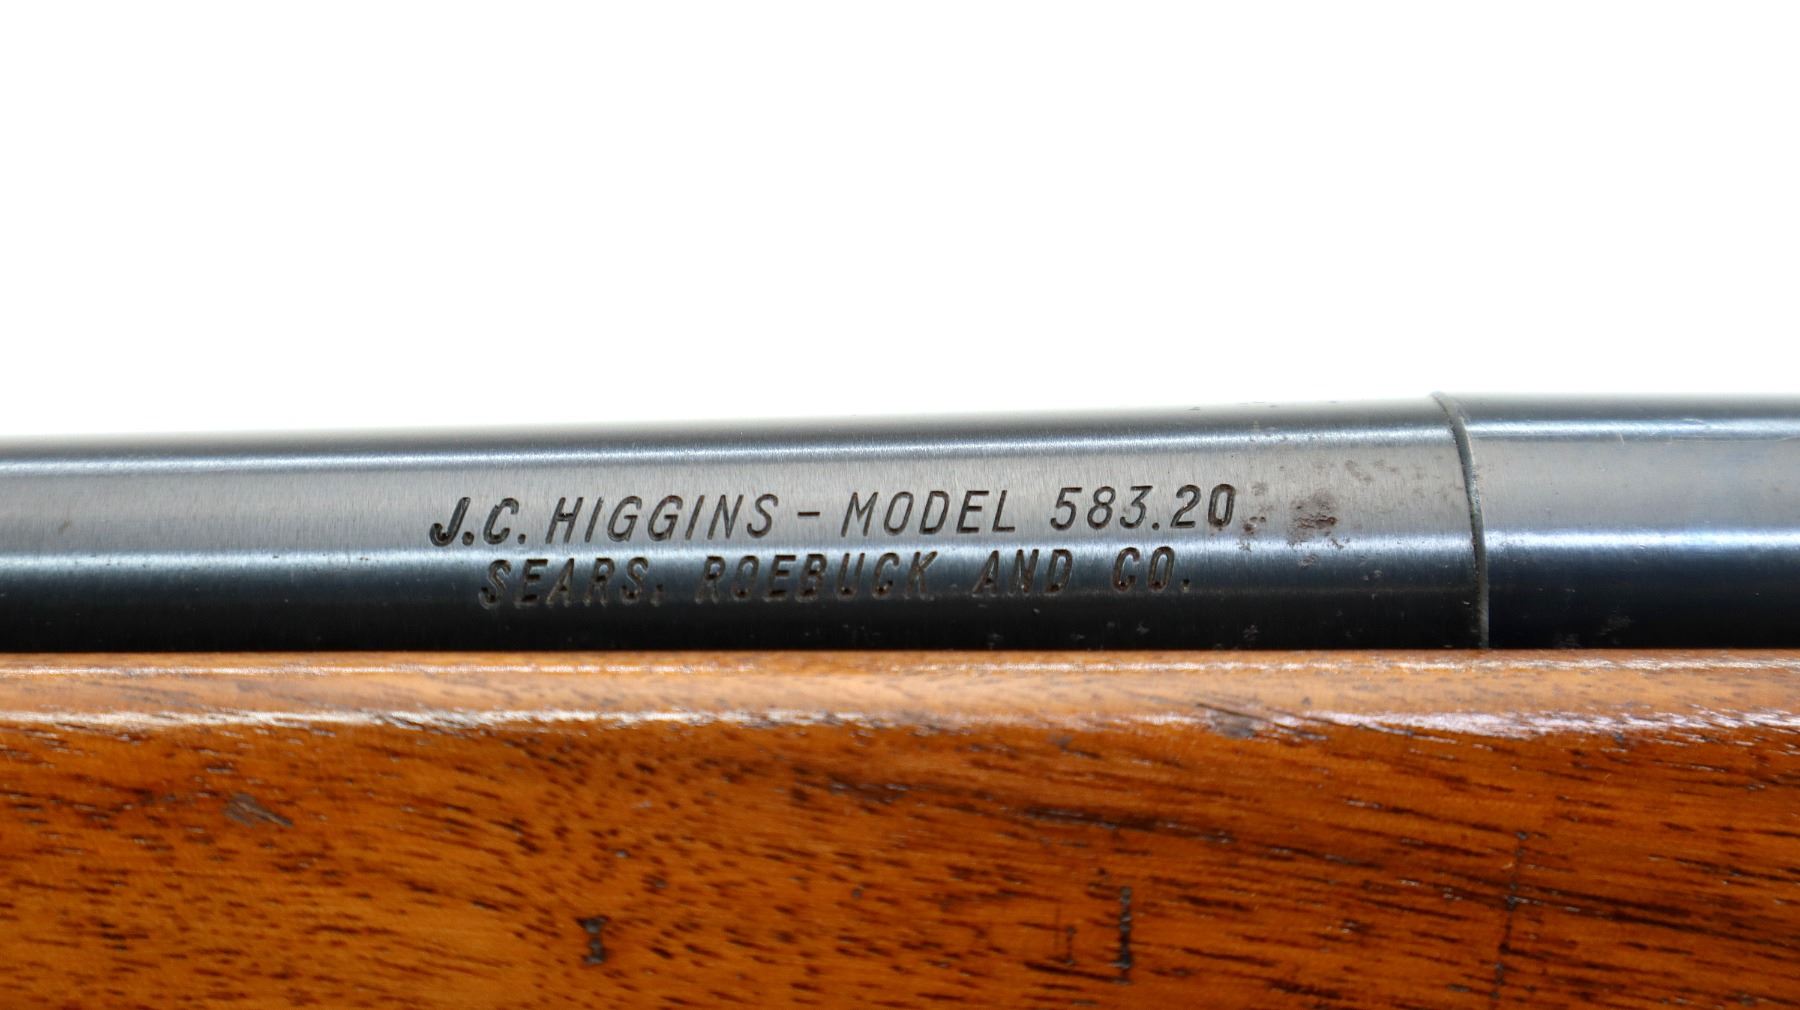 J.C. HIGGINS - MODEL 583.20
SEARS, ROEBUCK AND CO.